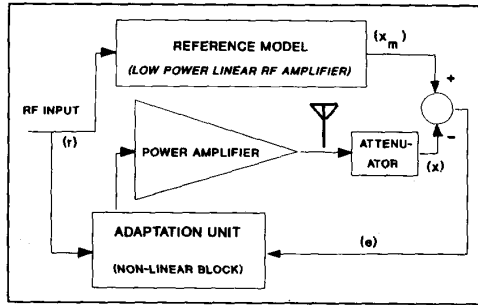 REFERENCE MODEL
(LOW POWER LINEAR RF AMPLIFIER)
(x_m)
+
RF INPUT
(r)
POWER AMPLIFIER
ATTENU-
ATOR
-
(x)
ADAPTATION UNIT
(NON-LINEAR BLOCK)
(e)